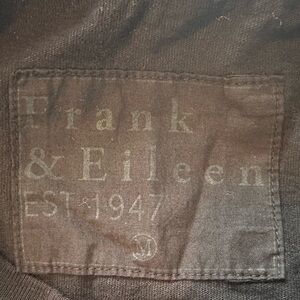 Frank
& Eileen
EST 1947
M